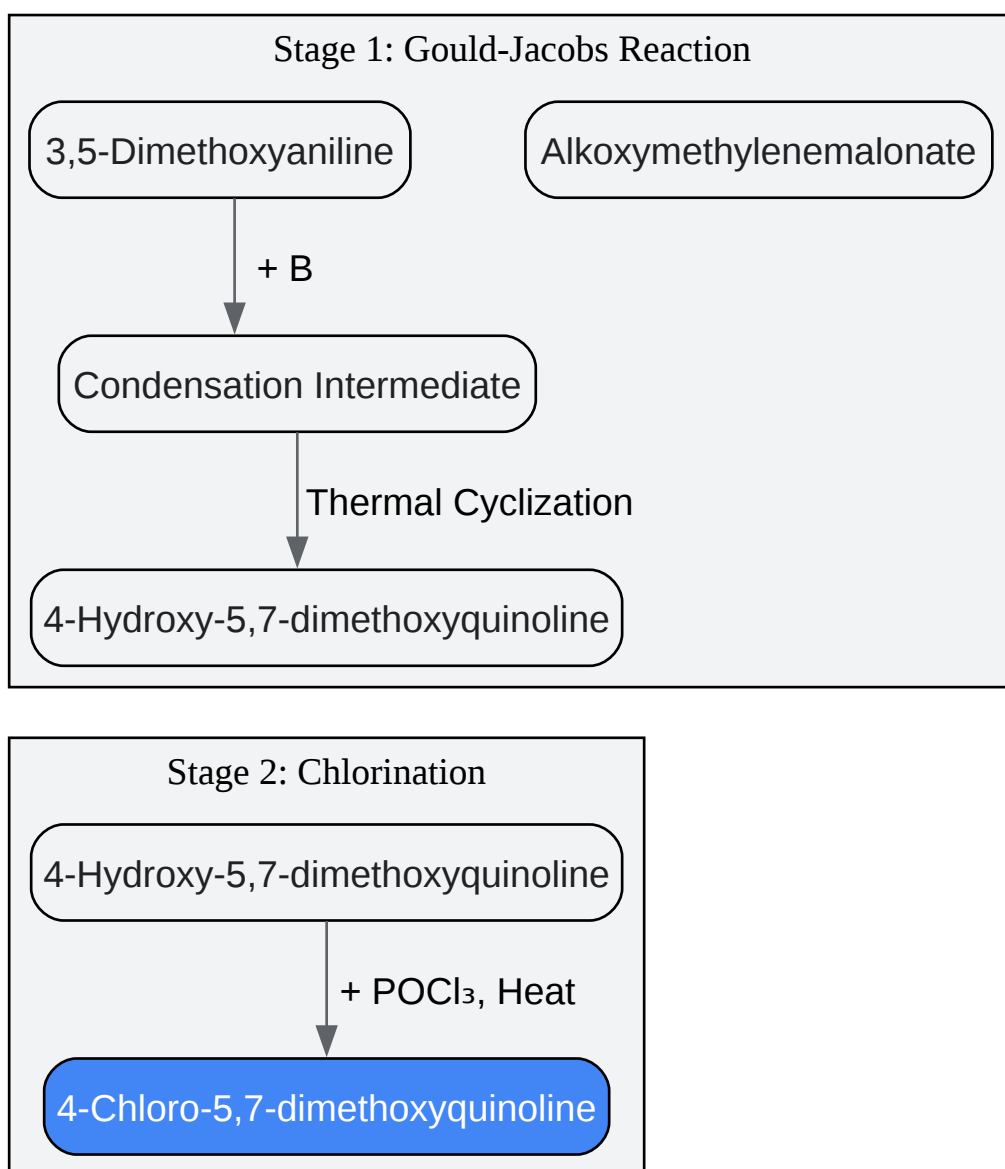 Stage 1: Gould-Jacobs Reaction
3,5-Dimethoxyaniline
Alkoxymethylenemalonate
+ B
Condensation Intermediate
Thermal Cyclization
4-Hydroxy-5,7-dimethoxyquinoline
Stage 2: Chlorination
4-Hydroxy-5,7-dimethoxyquinoline
+ POCl₃, Heat
4-Chloro-5,7-dimethoxyquinoline